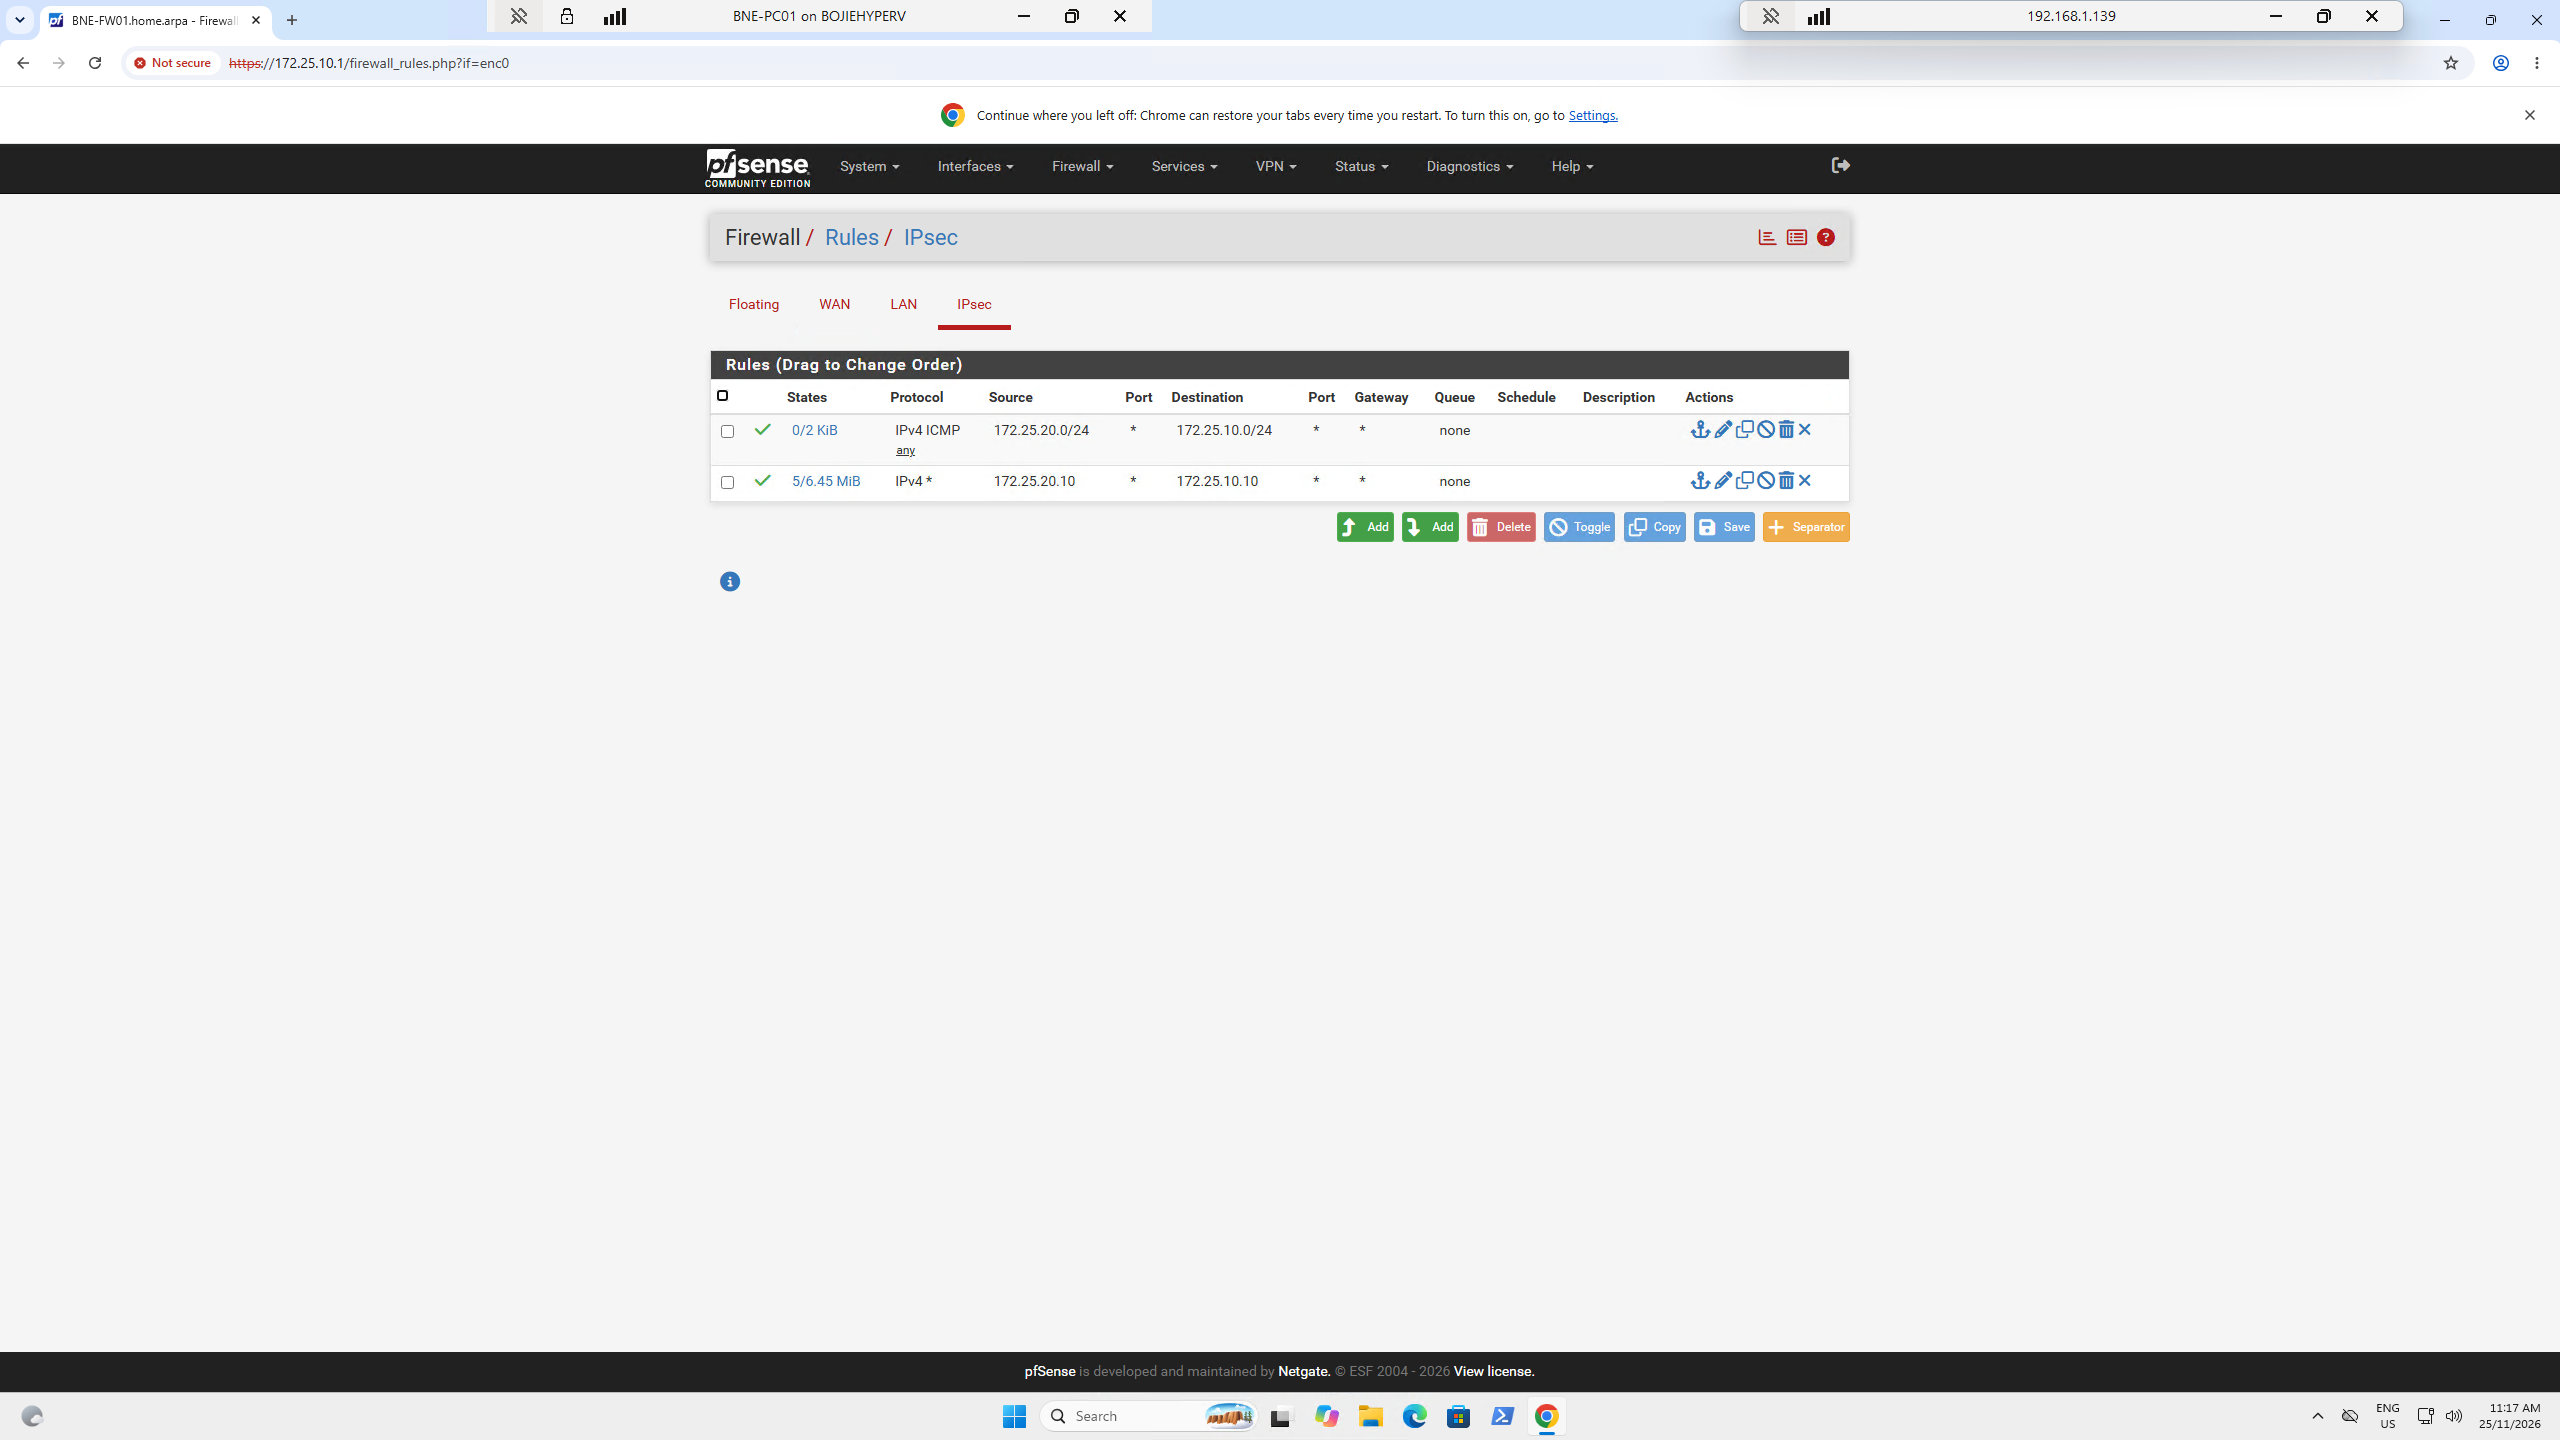 BNE-FW01.home.arpa - Firewall
BNE-PC01 on BOJIEHYPERV
192.168.1.139
Not secure
https://172.25.10.1/firewall_rules.php?if=enc0
Continue where you left off: Chrome can restore your tabs every time you restart. To turn this on, go to Settings.
pfsense
COMMUNITY EDITION
System
Interfaces
Firewall
Services
VPN
Status
Diagnostics
Help
Firewall / Rules / IPsec
Floating
WAN
LAN
IPsec
Rules (Drag to Change Order)
States Protocol Source Port Destination Port Gateway Queue Schedule Description Actions
0/2 KiB IPv4 ICMP 172.25.20.0/24 * 172.25.10.0/24 * * none
any
5/6.45 MiB IPv4 * 172.25.20.10 * 172.25.10.10 * * none
Add
Add
Delete
Toggle
Copy
Save
Separator
pfSense is developed and maintained by Netgate. © ESF 2004 - 2026 View license.
Search
ENG
US
11:17 AM
25/11/2026